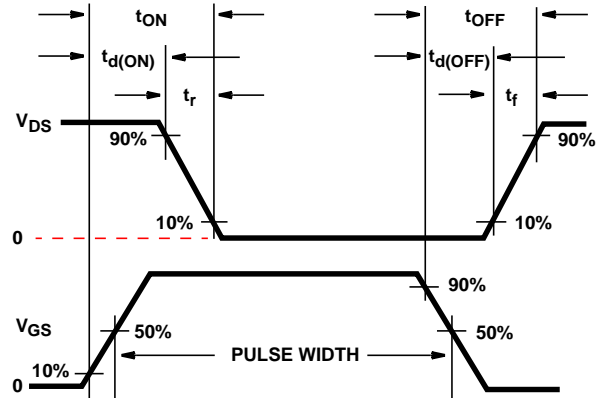 tON tOFF
td(ON) td(OFF)
tr tf
VDS
90% 90%
10% 10%
0
90%
VGS 50% 50%
PULSE WIDTH
10%
0